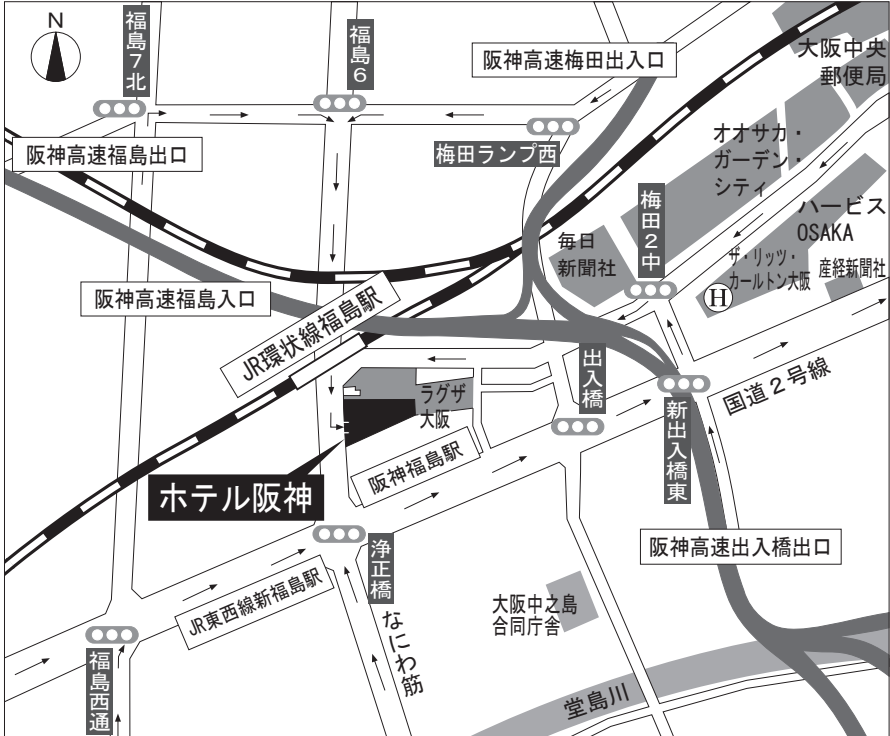 N
福島7北
福島6
阪神高速梅田出入口
大阪中央
郵便局
阪神高速福島出口
梅田ランプ西
オオサカ・
ガーデン・
シティ
梅田2中
ハービス
OSAKA
毎日
新聞社
ザ・リッツ・
カールトン大阪
産経新聞社
H
阪神高速福島入口
JR環状線福島駅
出入橋
国道2号線
ラグザ
大阪
新出入橋東
阪神福島駅
ホテル阪神
阪神高速出入橋出口
浄正橋
JR東西線新福島駅
大阪中之島
合同庁舎
なにわ筋
福島西通
堂島川